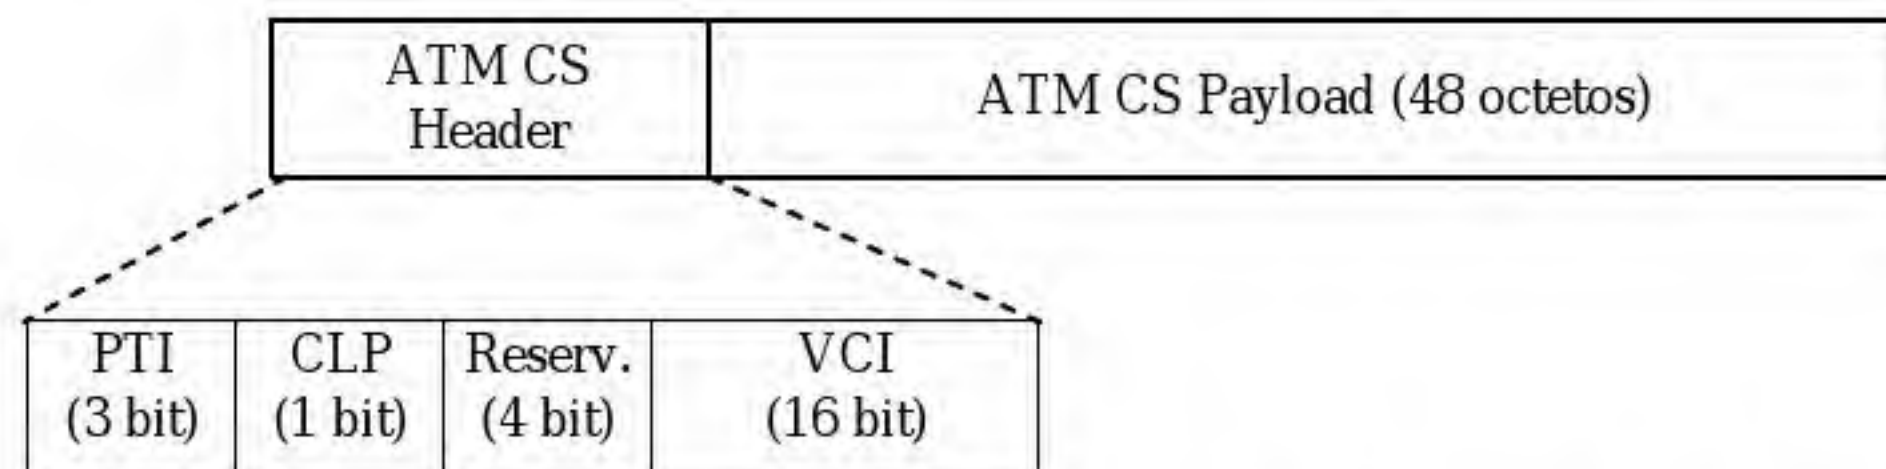 ATM CS
Header
ATM CS Payload (48 octetos)
PTI
(3 bit)
CLP
(1 bit)
Reserv.
(4 bit)
VCI
(16 bit)